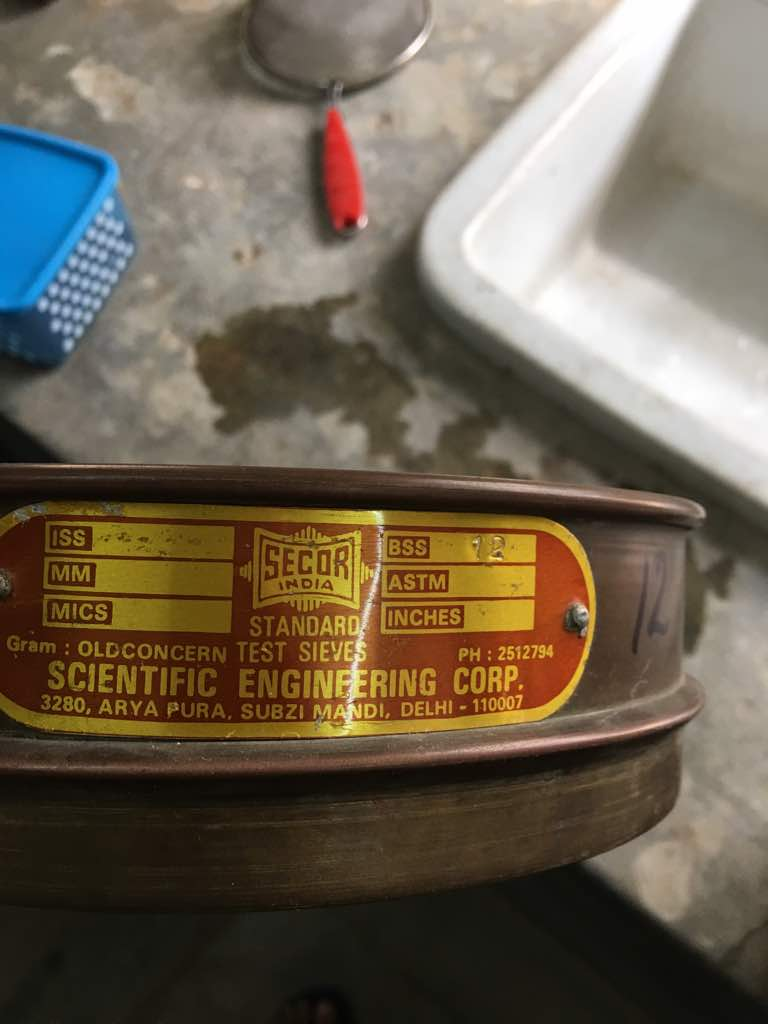 ISS
MM
MICS
SECOR
INDIA
STANDARD
TEST SIEVES
BSS 12
ASTM
INCHES
Gram : OLDCONCERN
PH : 2512794
SCIENTIFIC ENGINEERING CORP.
3280, ARYA PURA, SUBZI MANDI, DELHI - 110007
12